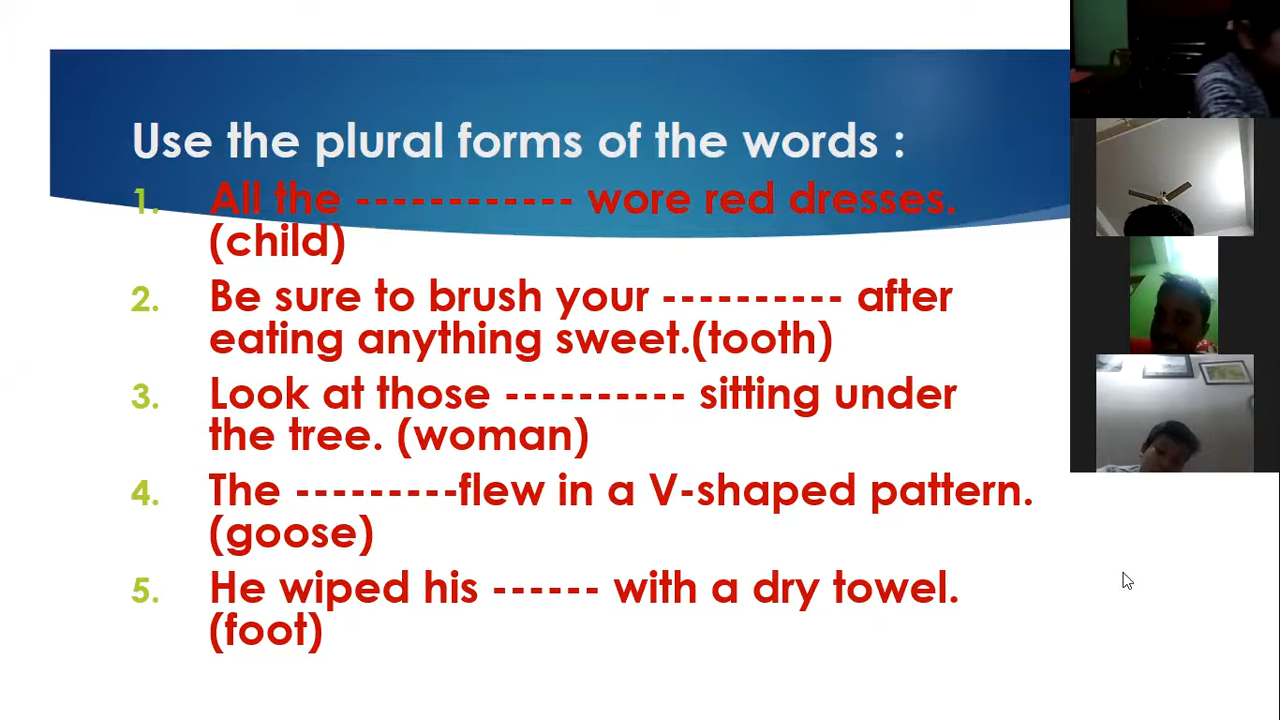 Use the plural forms of the words :
1. All the ------------ wore red dresses.
(child)
2. Be sure to brush your ---------- after
eating anything sweet.(tooth)
3. Look at those ---------- sitting under
the tree. (woman)
4. The ---------flew in a V-shaped pattern.
(goose)
5. He wiped his ------ with a dry towel.
(foot)